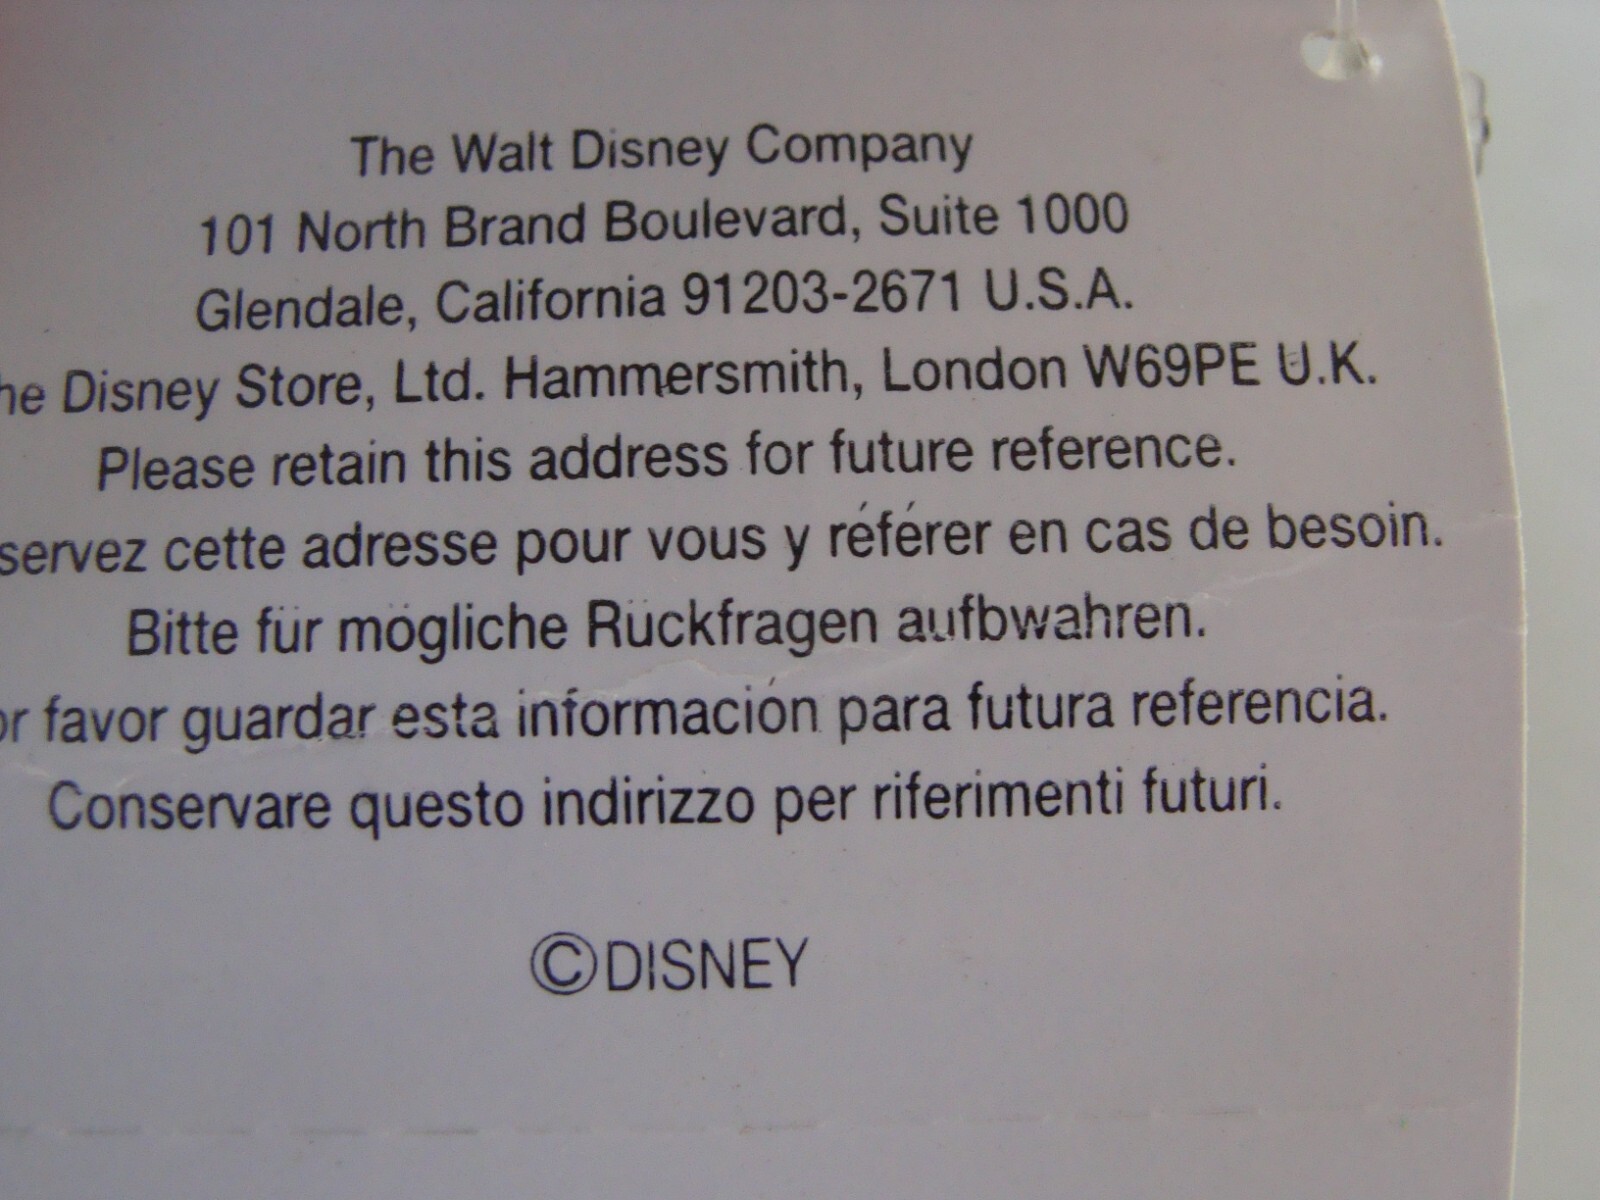 The Walt Disney Company
101 North Brand Boulevard, Suite 1000
Glendale, California 91203-2671 U.S.A.
he Disney Store, Ltd. Hammersmith, London W69PE U.K.
Please retain this address for future reference.
servez cette adresse pour vous y référer en cas de besoin.
Bitte für mögliche Rückfragen aufbwahren.
or favor guardar esta información para futura referencia.
Conservare questo indirizzo per riferimenti futuri.
©DISNEY